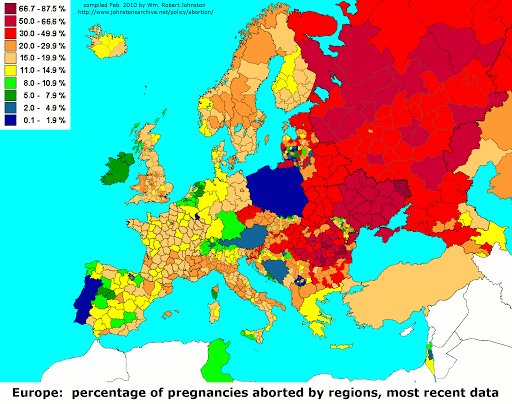 compiled Feb. 2010 by Wm. Robert Johnston
http://www.johnstonsarchive.net/policy/abortion/
66.7 - 87.5%
50.0 - 66.6%
30.0 - 49.9%
20.0 - 29.9%
15.0 - 19.9%
11.0 - 14.9%
8.0 - 10.9%
5.0 - 7.9%
2.0 - 4.9%
0.1 - 1.9%
Europe: percentage of pregnancies aborted by regions, most recent data